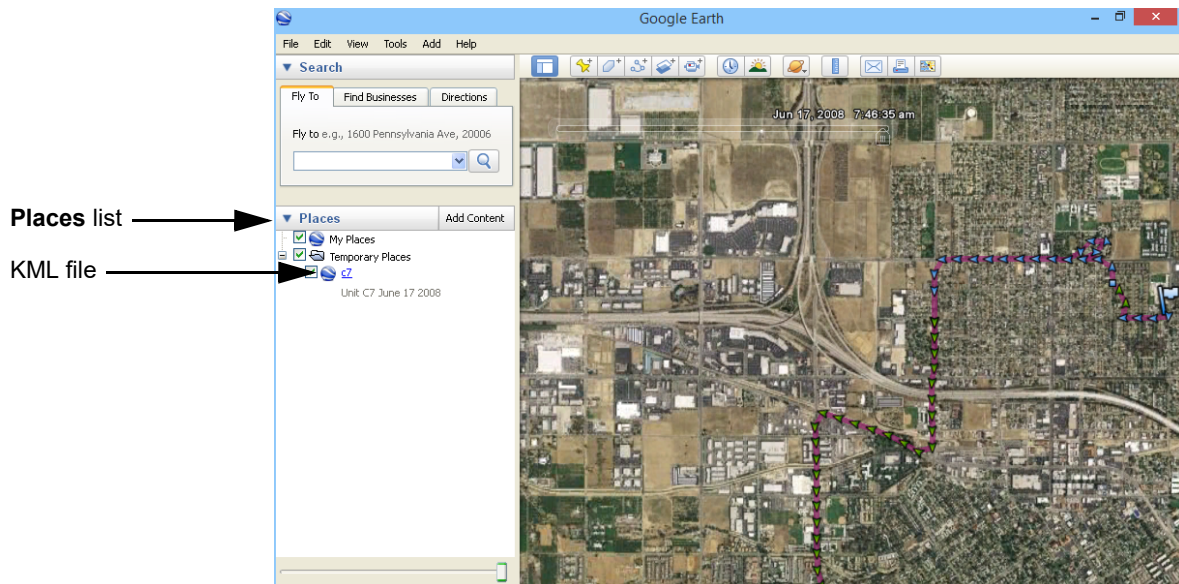 Google Earth
File Edit View Tools Add Help
Search
Fly To Find Businesses Directions
Fly to e.g., 1600 Pennsylvania Ave, 20006
Jun 17, 2008 7:46:35 am
Places list
Places Add Content
My Places
Temporary Places
KML file
c7
Unit C7 June 17 2008